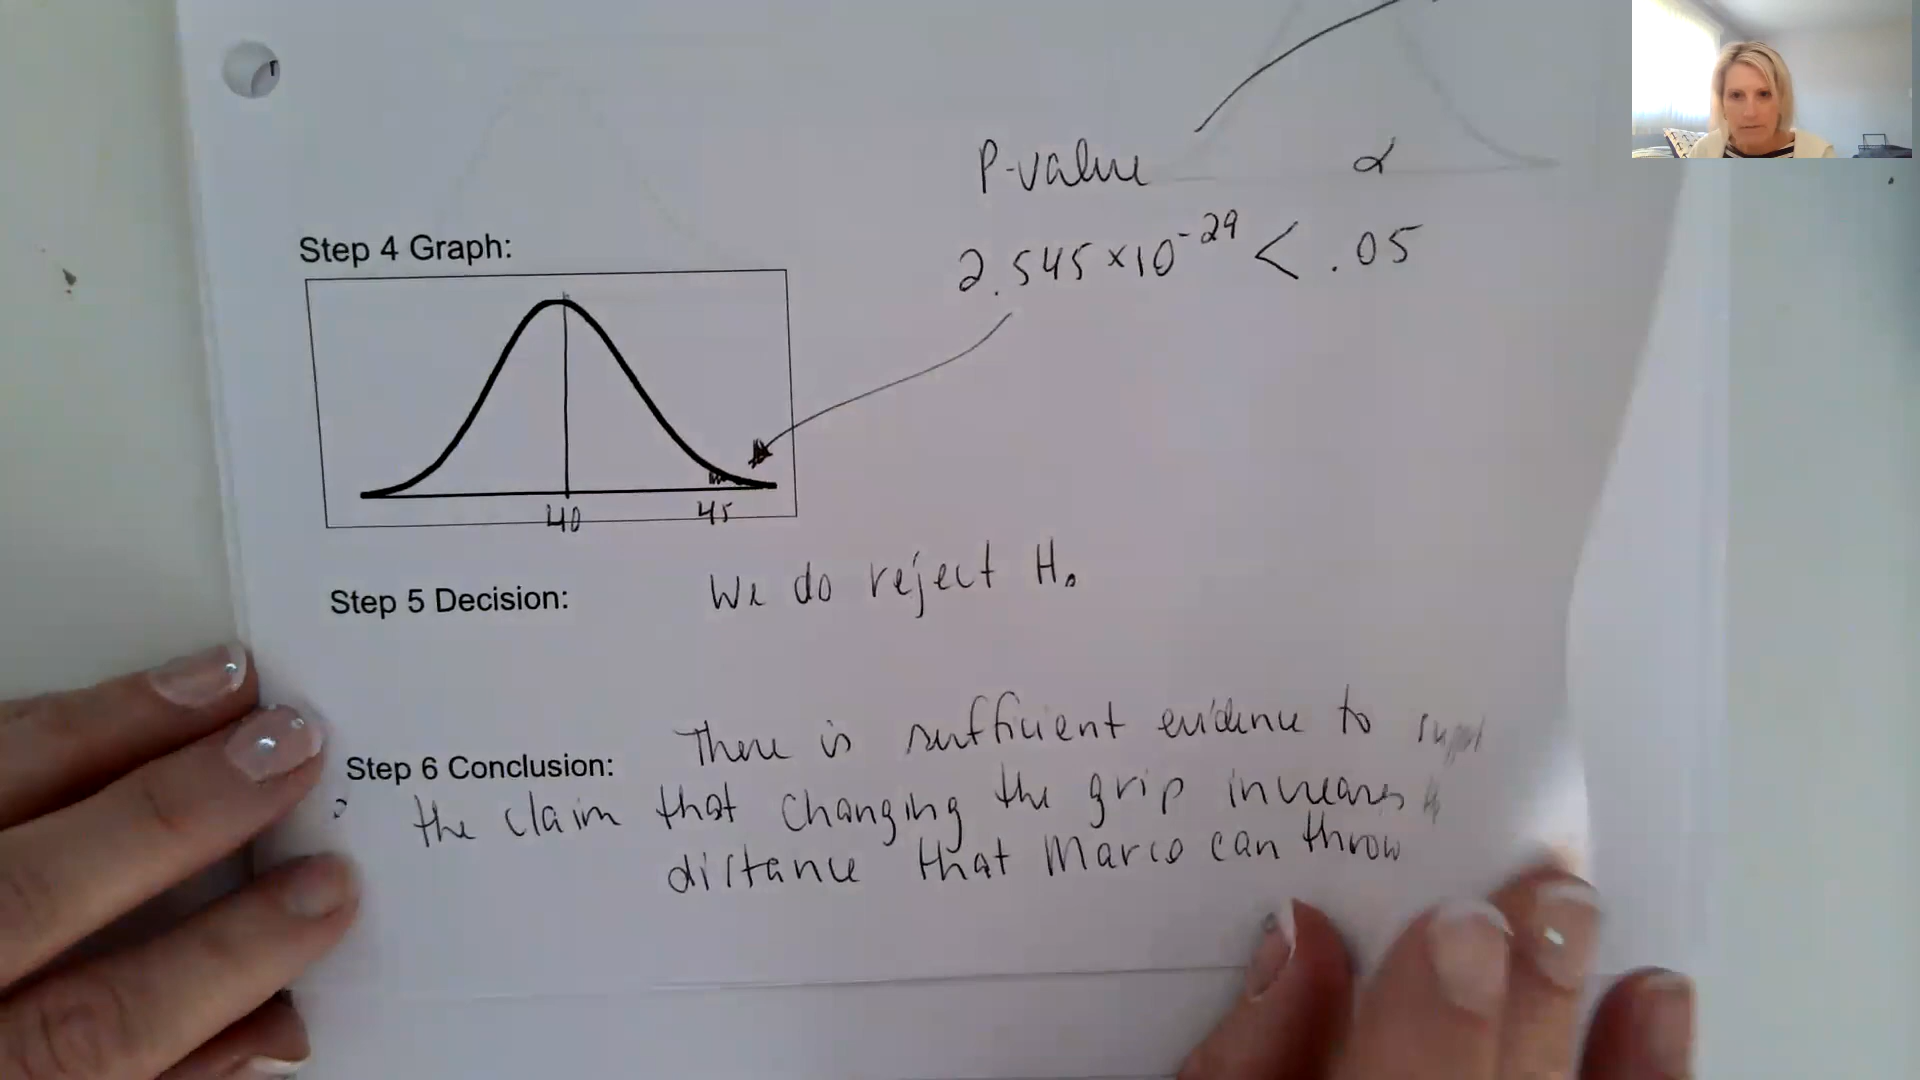 P-value α
2.545 × 10⁻²⁹ < .05
Step 4 Graph:
40 45
Step 5 Decision: We do reject H₀
Step 6 Conclusion: There is sufficient evidence to
the claim that changing the grip increases
distance that Marco can throw